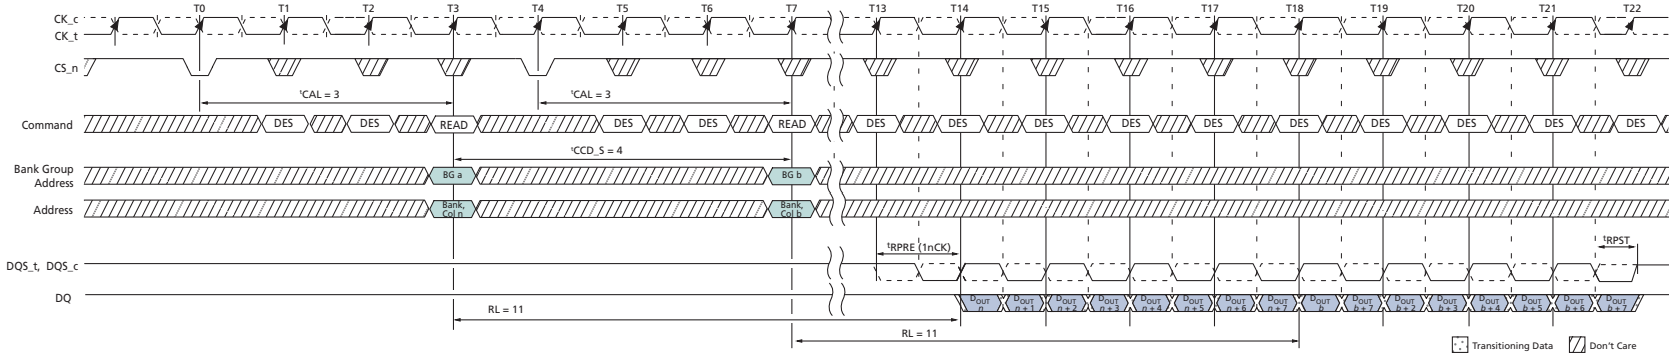 T0 T1 T2 T3 T4 T5 T6 T7 T13 T14 T15 T16 T17 T18 T19 T20 T21 T22
CK_c
CK_t
CS_n
tCAL = 3 tCAL = 3
Command DES DES READ DES DES READ DES DES DES DES DES DES DES DES DES DES
tCCD_S = 4
Bank Group
Address
BG a BG b
Address
Bank,
Col n
Bank,
Col b
tRPRE (1nCK) tRPST
DQS_t, DQS_c
DQ
DOUT
n
DOUT
n + 1
DOUT
n + 2
DOUT
n + 3
DOUT
n + 4
DOUT
n + 5
DOUT
n + 6
DOUT
n + 7
DOUT
b
DOUT
b + 7
DOUT
b + 2
DOUT
b + 3
DOUT
b + 4
DOUT
b + 5
DOUT
b + 6
DOUT
b + 7
RL = 11
RL = 11
Transitioning Data Don't Care